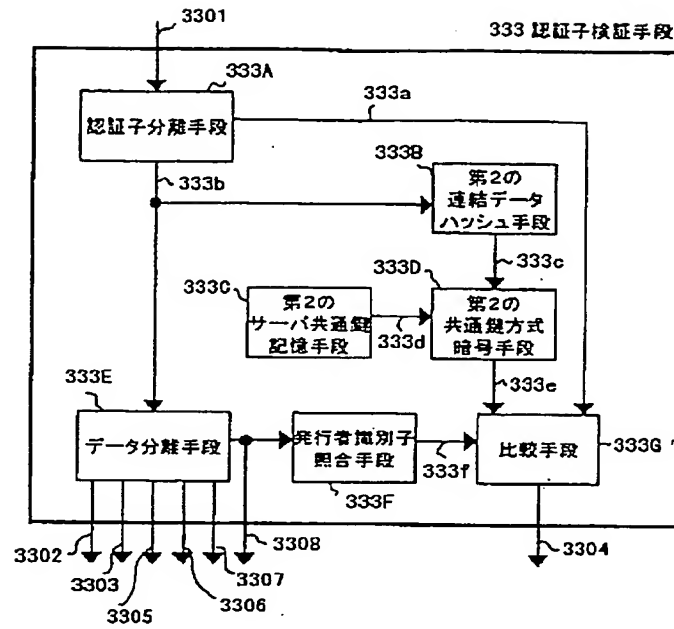 3301
333 認証子検証手段
333A
認証子分離手段
333a
333b
333B
第2の
連結データ
ハッシュ手段
333c
333C
第2の
サーバ共通鍵
記憶手段
333d
333D
第2の
共通鍵方式
暗号手段
333e
333E
データ分離手段
発行者識別子
照合手段
333F
333f
比較手段
333G
3302
3303
3305
3306
3307
3308
3304